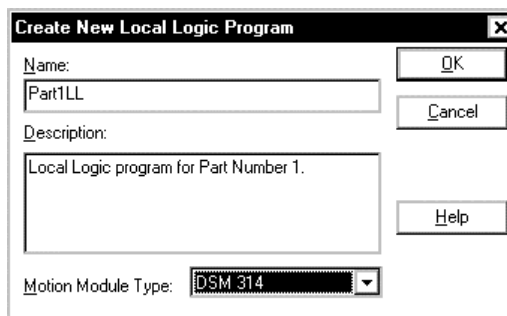 Create New Local Logic Program
Name:
OK
Part1LL
Cancel
Description:
Local Logic program for Part Number 1.
Help
Motion Module Type: DSM 314